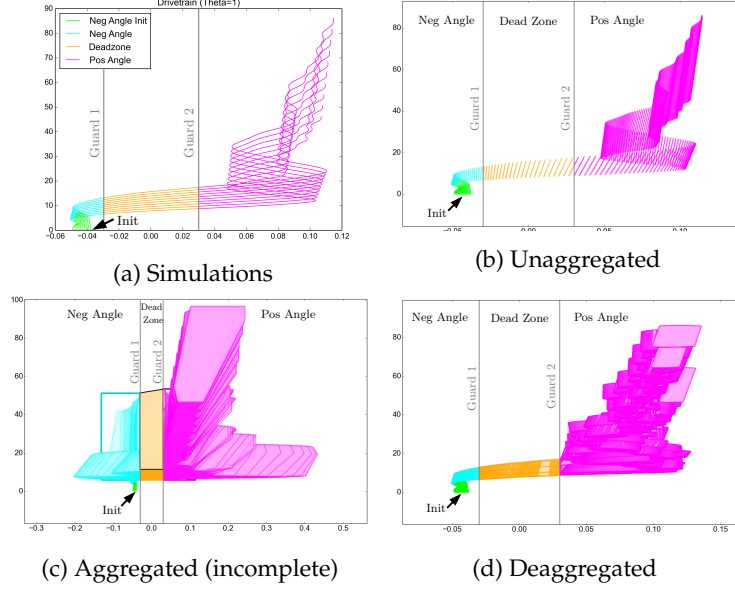 Drivetrain (Theta=1)
Neg Angle Init
Neg Angle
Deadzone
Pos Angle
Guard 1
Guard 2
Init
90
80
70
60
50
40
30
20
10
0
−0.06 −0.04 −0.02 0.00 0.02 0.04 0.06 0.08 0.10 0.12
(a) Simulations
Neg Angle Dead Zone Pos Angle
Guard 1
Guard 2
Init
80
60
40
20
0
−0.05 0.00 0.05 0.10
(b) Unaggregated
Neg Angle Dead Zone Pos Angle
Guard 1
Guard 2
Init
100
80
60
40
20
0
−0.3 −0.2 −0.1 0.0 0.1 0.2 0.3 0.4 0.5
(c) Aggregated (incomplete)
Neg Angle Dead Zone Pos Angle
Guard 1
Guard 2
Init
80
60
40
20
0
−0.05 0.00 0.05 0.10 0.15
(d) Deaggregated